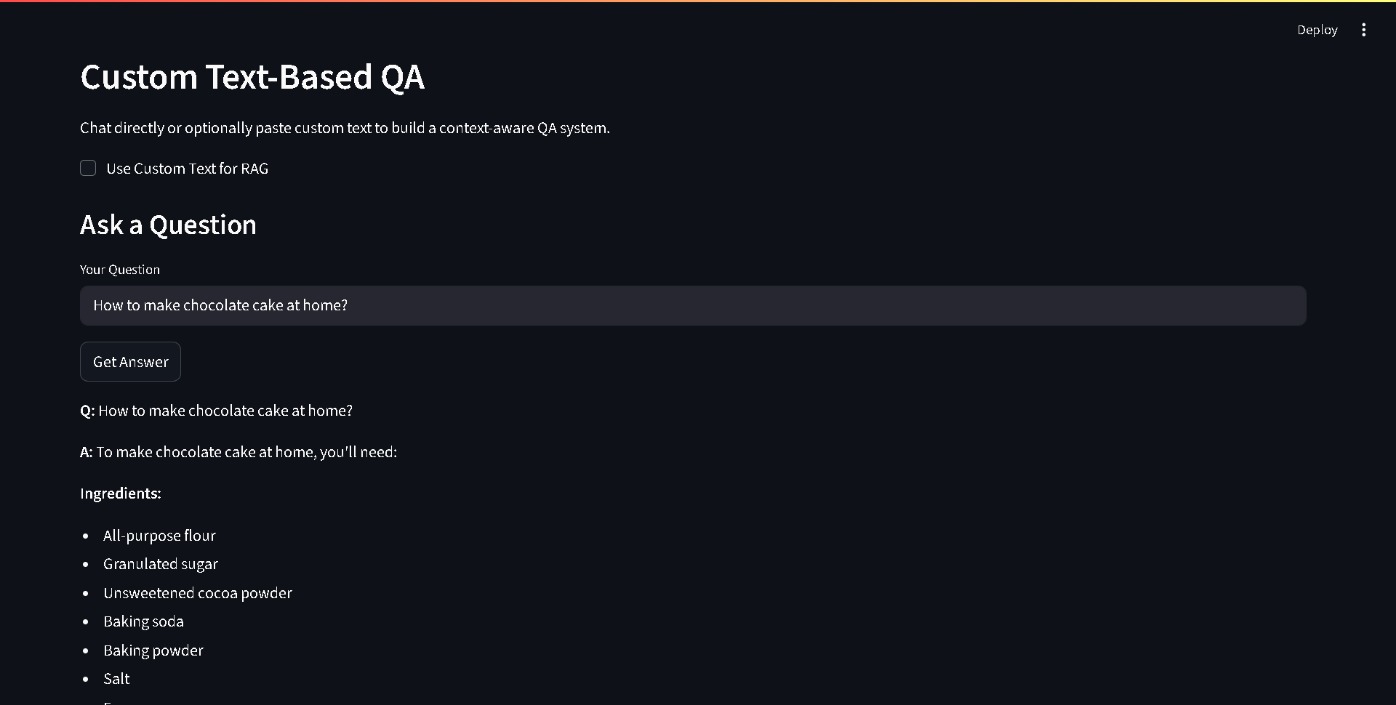 Deploy
Custom Text-Based QA
Chat directly or optionally paste custom text to build a context-aware QA system.
Use Custom Text for RAG
Ask a Question
Your Question
How to make chocolate cake at home?
Get Answer
Q: How to make chocolate cake at home?
A: To make chocolate cake at home, you'll need:
Ingredients:
• All-purpose flour
• Granulated sugar
• Unsweetened cocoa powder
• Baking soda
• Baking powder
• Salt